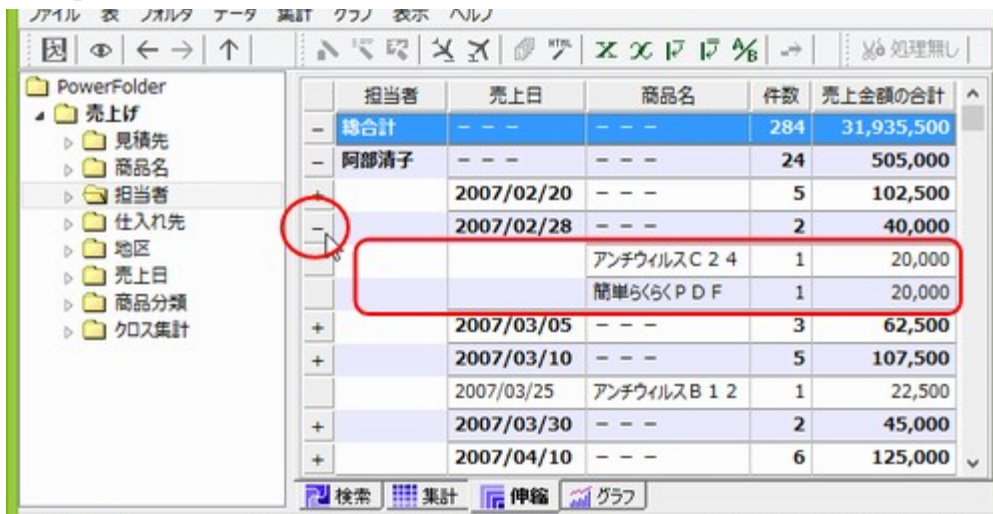 ファイル 表 フォルダ データ 集計 グラフ 表示 ヘルプ
HTML X A/B 処理無し
PowerFolder
売上げ
見積先
商品名
担当者
仕入れ先
地区
売上日
商品分類
クロス集計
担当者 売上日 商品名 件数 売上金額の合計
− 総合計 − − − − − − 284 31,935,500
− 阿部清子 − − − − − − 24 505,000
+ 2007/02/20 − − − 5 102,500
− 2007/02/28 − − − 2 40,000
アンチウィルスC24 1 20,000
簡単らくらくPDF 1 20,000
+ 2007/03/05 − − − 3 62,500
+ 2007/03/10 − − − 5 107,500
2007/03/25 アンチウィルスB12 1 22,500
+ 2007/03/30 − − − 2 45,000
+ 2007/04/10 − − − 6 125,000
検索 集計 伸縮 グラフ